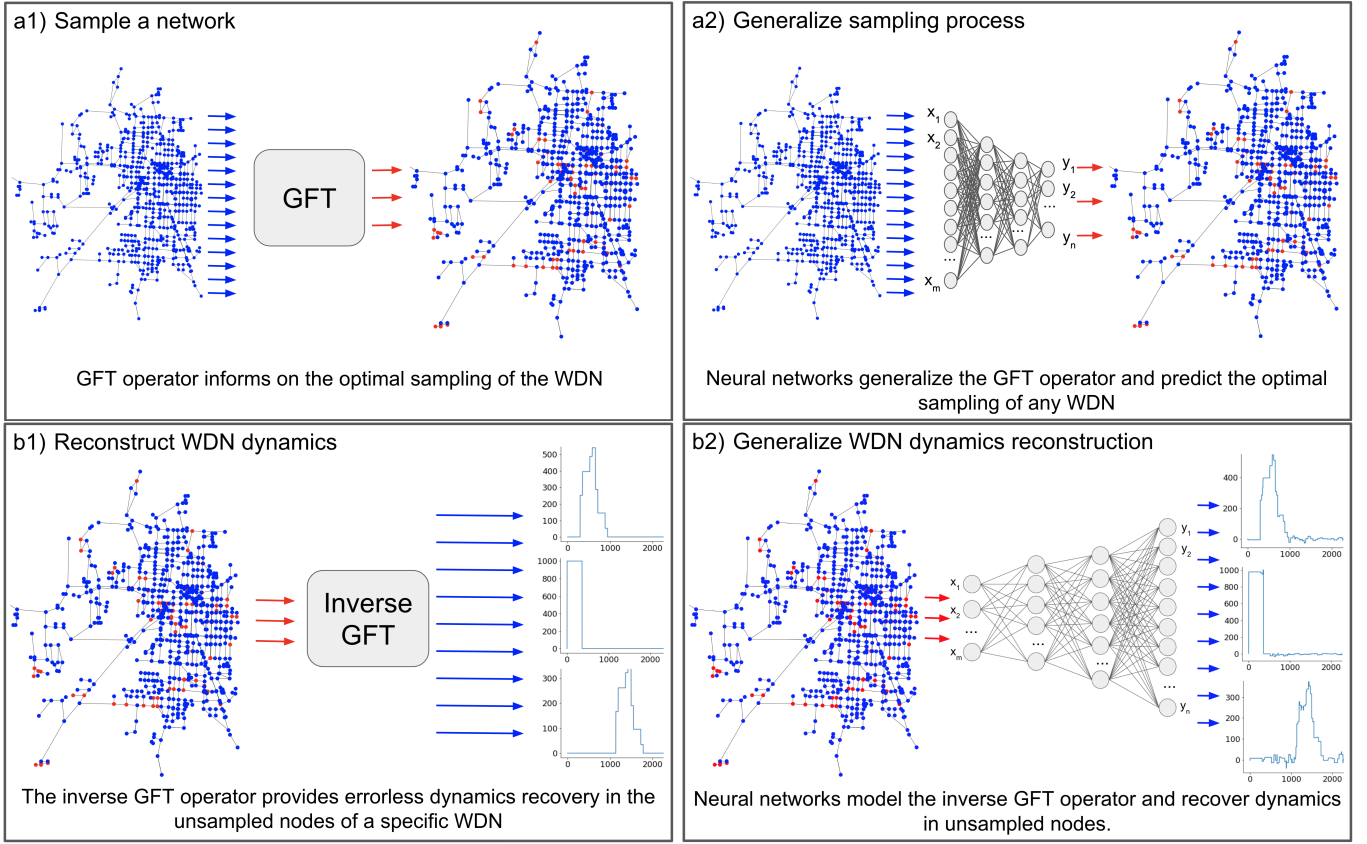 a1) Sample a network
GFT
GFT operator informs on the optimal sampling of the WDN
a2) Generalize sampling process
x1
x2
...
xm
...
...
y1
y2
...
yn
Neural networks generalize the GFT operator and predict the optimal
sampling of any WDN
b1) Reconstruct WDN dynamics
Inverse
GFT
500
400
300
200
100
0
0 1000 2000
1000
800
600
400
200
0
0 1000 2000
300
200
100
0
0 1000 2000
The inverse GFT operator provides errorless dynamics recovery in the
unsampled nodes of a specific WDN
b2) Generalize WDN dynamics reconstruction
x1
x2
...
xm
...
...
y1
y2
...
yn
400
200
0
0 1000 2000
1000
800
600
400
200
0
0 1000 2000
300
200
100
0
0 1000 2000
Neural networks model the inverse GFT operator and recover dynamics
in unsampled nodes.